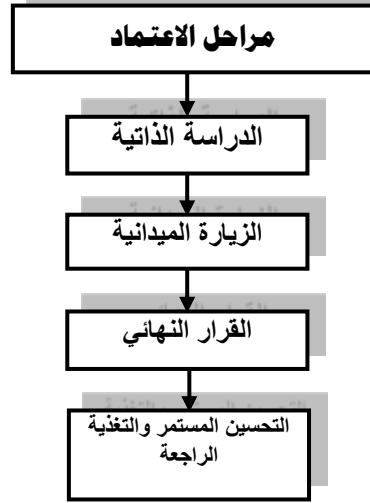 مراحل الاعتماد
الدراسة الذاتية
الزيارة الميدانية
القرار النهائي
التحسين المستمر والتغذية
الراجعة